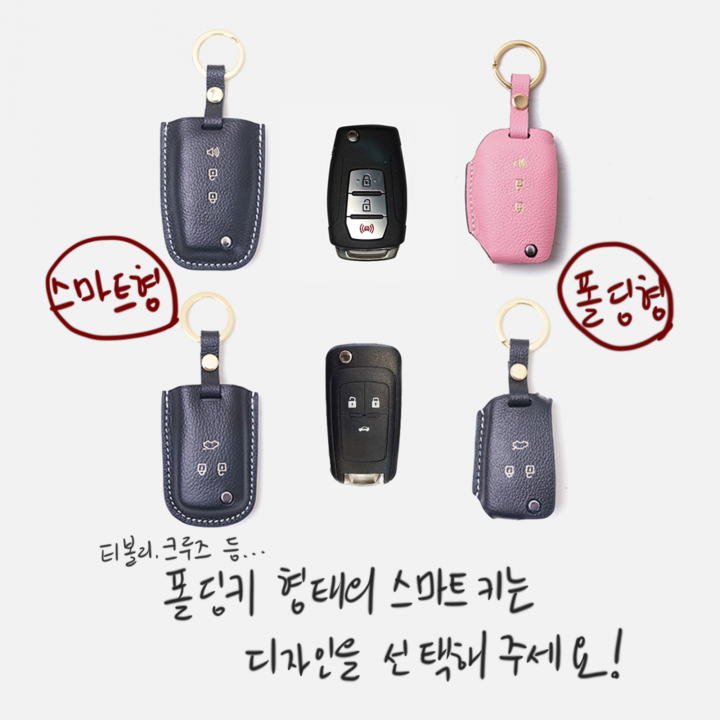 스마트형
폴딩형
티볼리.크루즈 등...
폴딩키 형태의 스마트키는
디자인을 선택해 주세요!